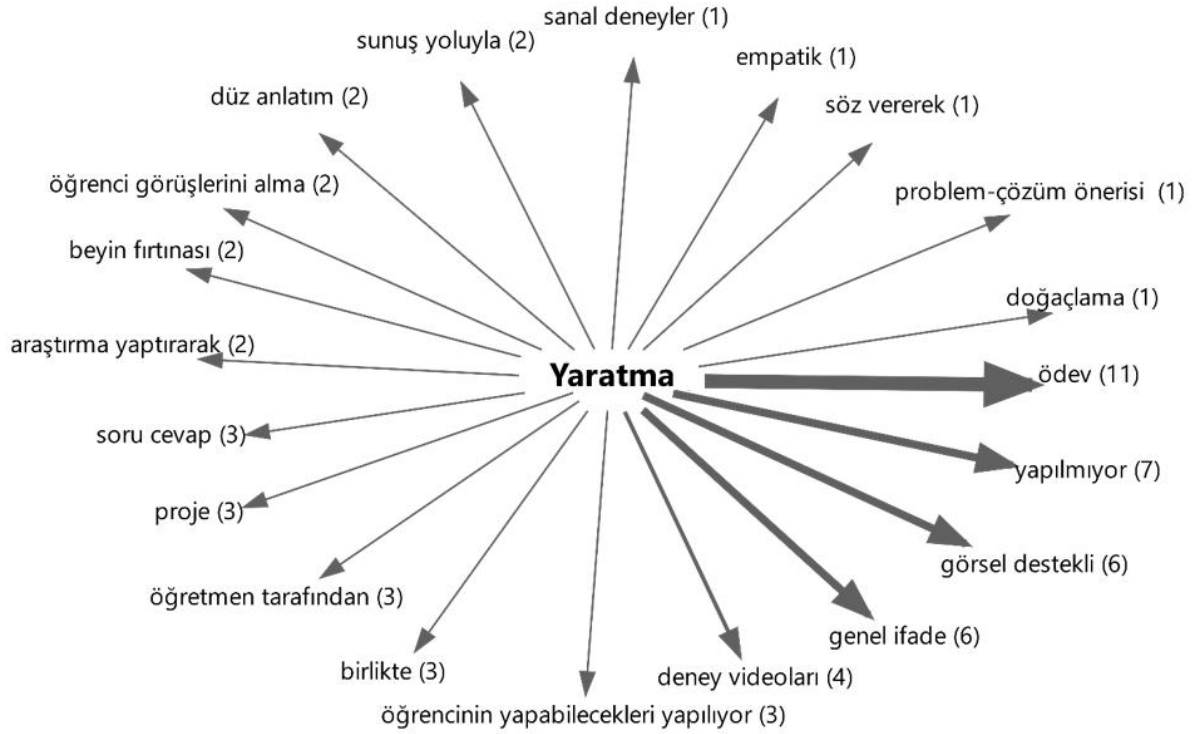 sanal deneyler (1)
sunuş yoluyla (2)
empatik (1)
düz anlatım (2)
söz vererek (1)
öğrenci görüşlerini alma (2)
problem-çözüm önerisi (1)
beyin fırtınası (2)
doğaçlama (1)
araştırma yaptırarak (2)
Yaratma
ödev (11)
soru cevap (3)
yapılmıyor (7)
proje (3)
görsel destekli (6)
öğretmen tarafından (3)
genel ifade (6)
birlikte (3)
deney videoları (4)
öğrencinin yapabilecekleri yapılıyor (3)